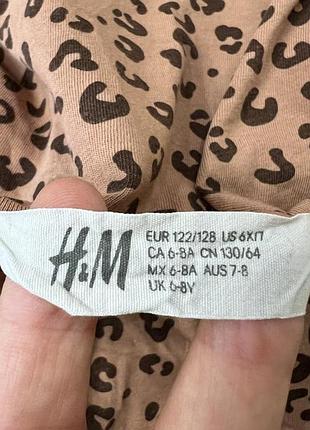 H&M
EUR 122/128 US 6X/7
CA 6-8A CN 130/64
MX 6-8A AUS 7-8
UK 6-8Y